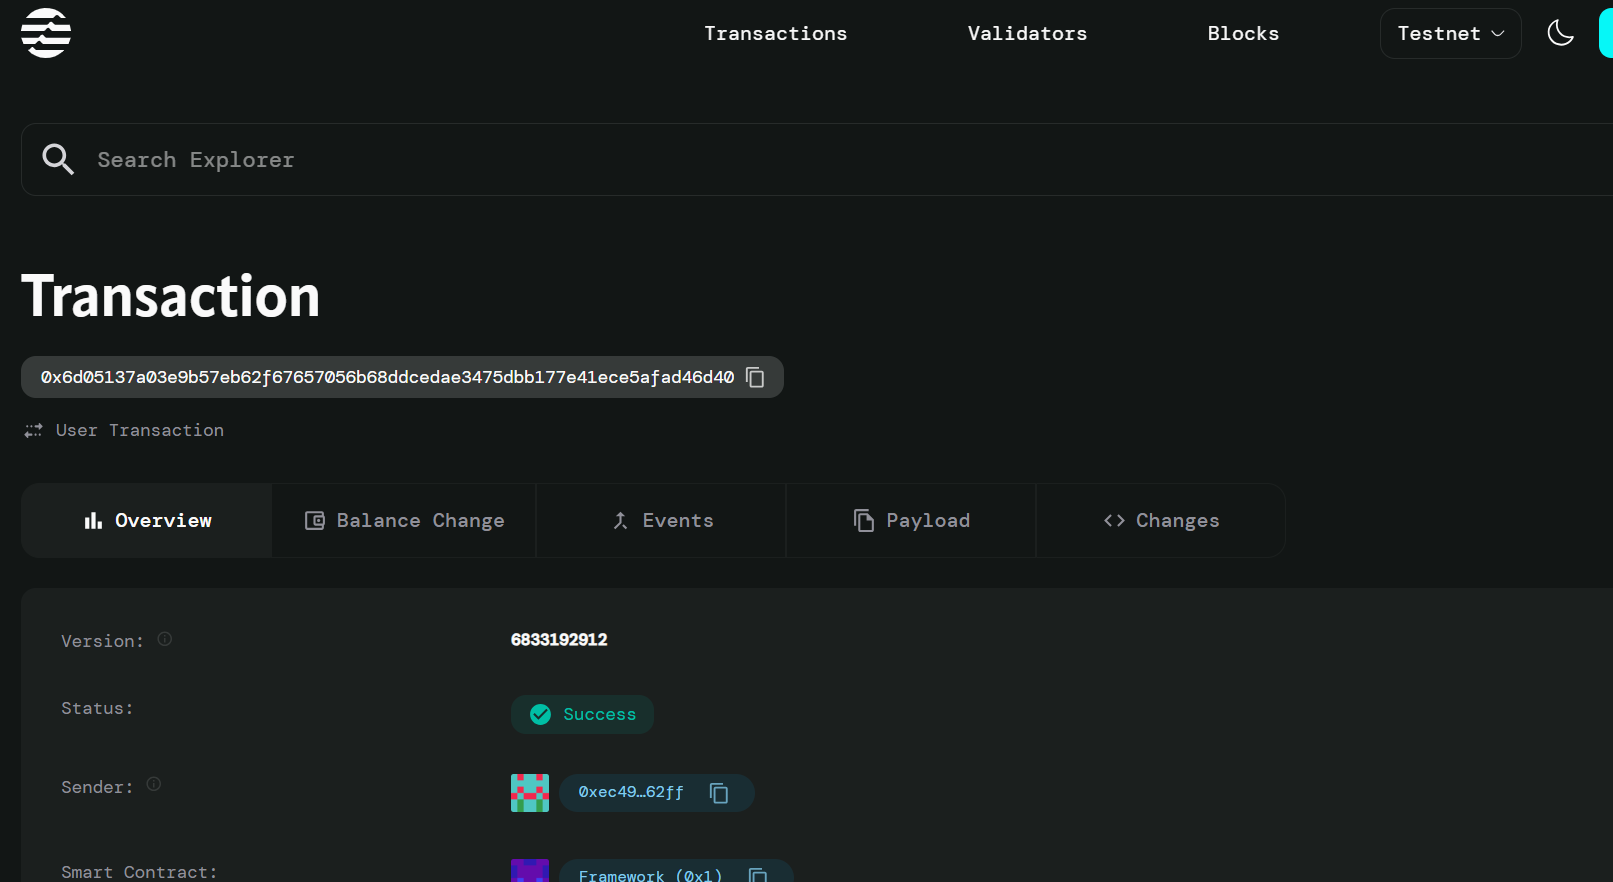 Transactions Validators Blocks Testnet
Search Explorer
Transaction
0x6d05137a03e9b57eb62f67657056b68ddcedae3475dbb177e41ece5afad46d40
User Transaction
Overview Balance Change Events Payload Changes
Version: 6833192912
Status: Success
Sender: 0xec49…62ff
Smart Contract: Framework (0x1)